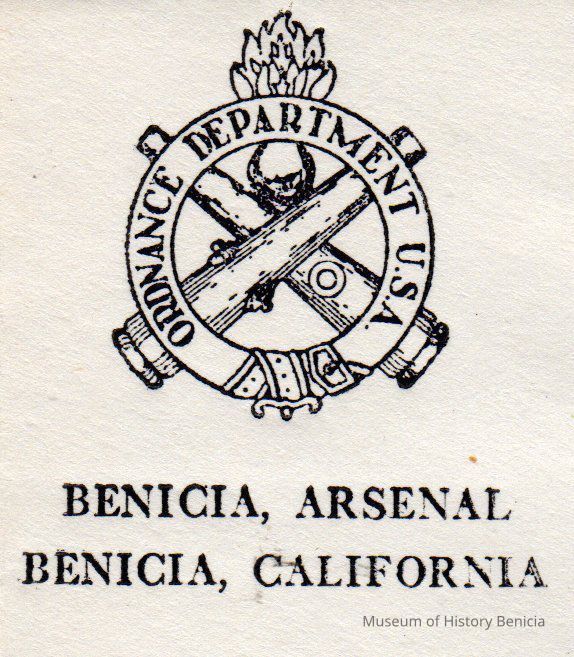 ORDNANCE DEPARTMENT U.S.A.
BENICIA, ARSENAL
BENICIA, CALIFORNIA
Museum of History Benicia